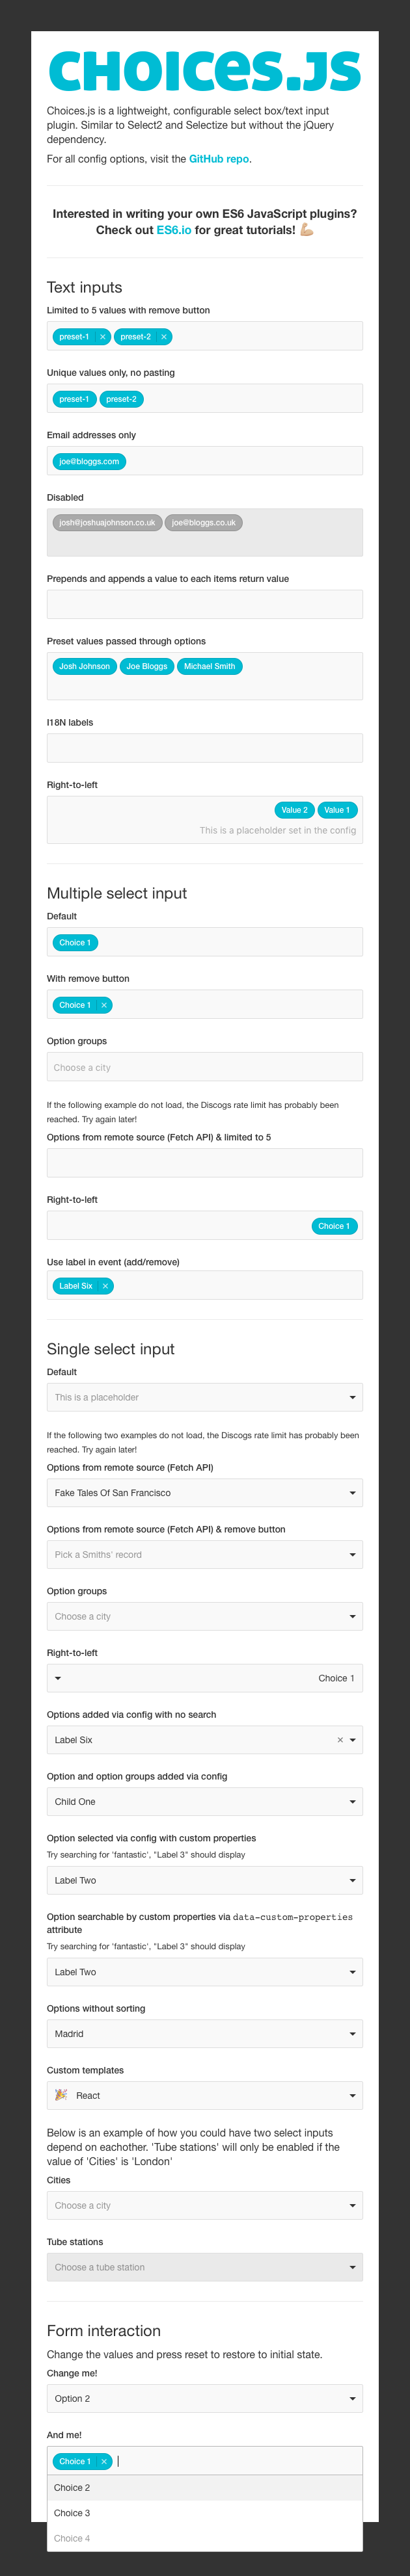 CHOICES.JS
Choices.js is a lightweight, configurable select box/text input
plugin. Similar to Select2 and Selectize but without the jQuery
dependency.
For all config options, visit the GitHub repo.
Interested in writing your own ES6 JavaScript plugins?
Check out ES6.io for great tutorials! 💪🏼
Text inputs
Limited to 5 values with remove button
preset-1 × preset-2 ×
Unique values only, no pasting
preset-1 preset-2
Email addresses only
joe@bloggs.com
Disabled
josh@joshuajohnson.co.uk joe@bloggs.co.uk
Prepends and appends a value to each items return value
Preset values passed through options
Josh Johnson Joe Bloggs Michael Smith
I18N labels
Right-to-left
Value 2 Value 1
This is a placeholder set in the config
Multiple select input
Default
Choice 1
With remove button
Choice 1 ×
Option groups
Choose a city
If the following example do not load, the Discogs rate limit has probably been
reached. Try again later!
Options from remote source (Fetch API) & limited to 5
Right-to-left
Choice 1
Use label in event (add/remove)
Label Six ×
Single select input
Default
This is a placeholder
If the following two examples do not load, the Discogs rate limit has probably been
reached. Try again later!
Options from remote source (Fetch API)
Fake Tales Of San Francisco
Options from remote source (Fetch API) & remove button
Pick a Smiths' record
Option groups
Choose a city
Right-to-left
Choice 1
Options added via config with no search
Label Six ×
Option and option groups added via config
Child One
Option selected via config with custom properties
Try searching for 'fantastic', "Label 3" should display
Label Two
Option searchable by custom properties via data-custom-properties
attribute
Try searching for 'fantastic', "Label 3" should display
Label Two
Options without sorting
Madrid
Custom templates
🎉 React
Below is an example of how you could have two select inputs
depend on eachother. 'Tube stations' will only be enabled if the
value of 'Cities' is 'London'
Cities
Choose a city
Tube stations
Choose a tube station
Form interaction
Change the values and press reset to restore to initial state.
Change me!
Option 2
And me!
Choice 1 ×
Choice 2
Choice 3
Choice 4